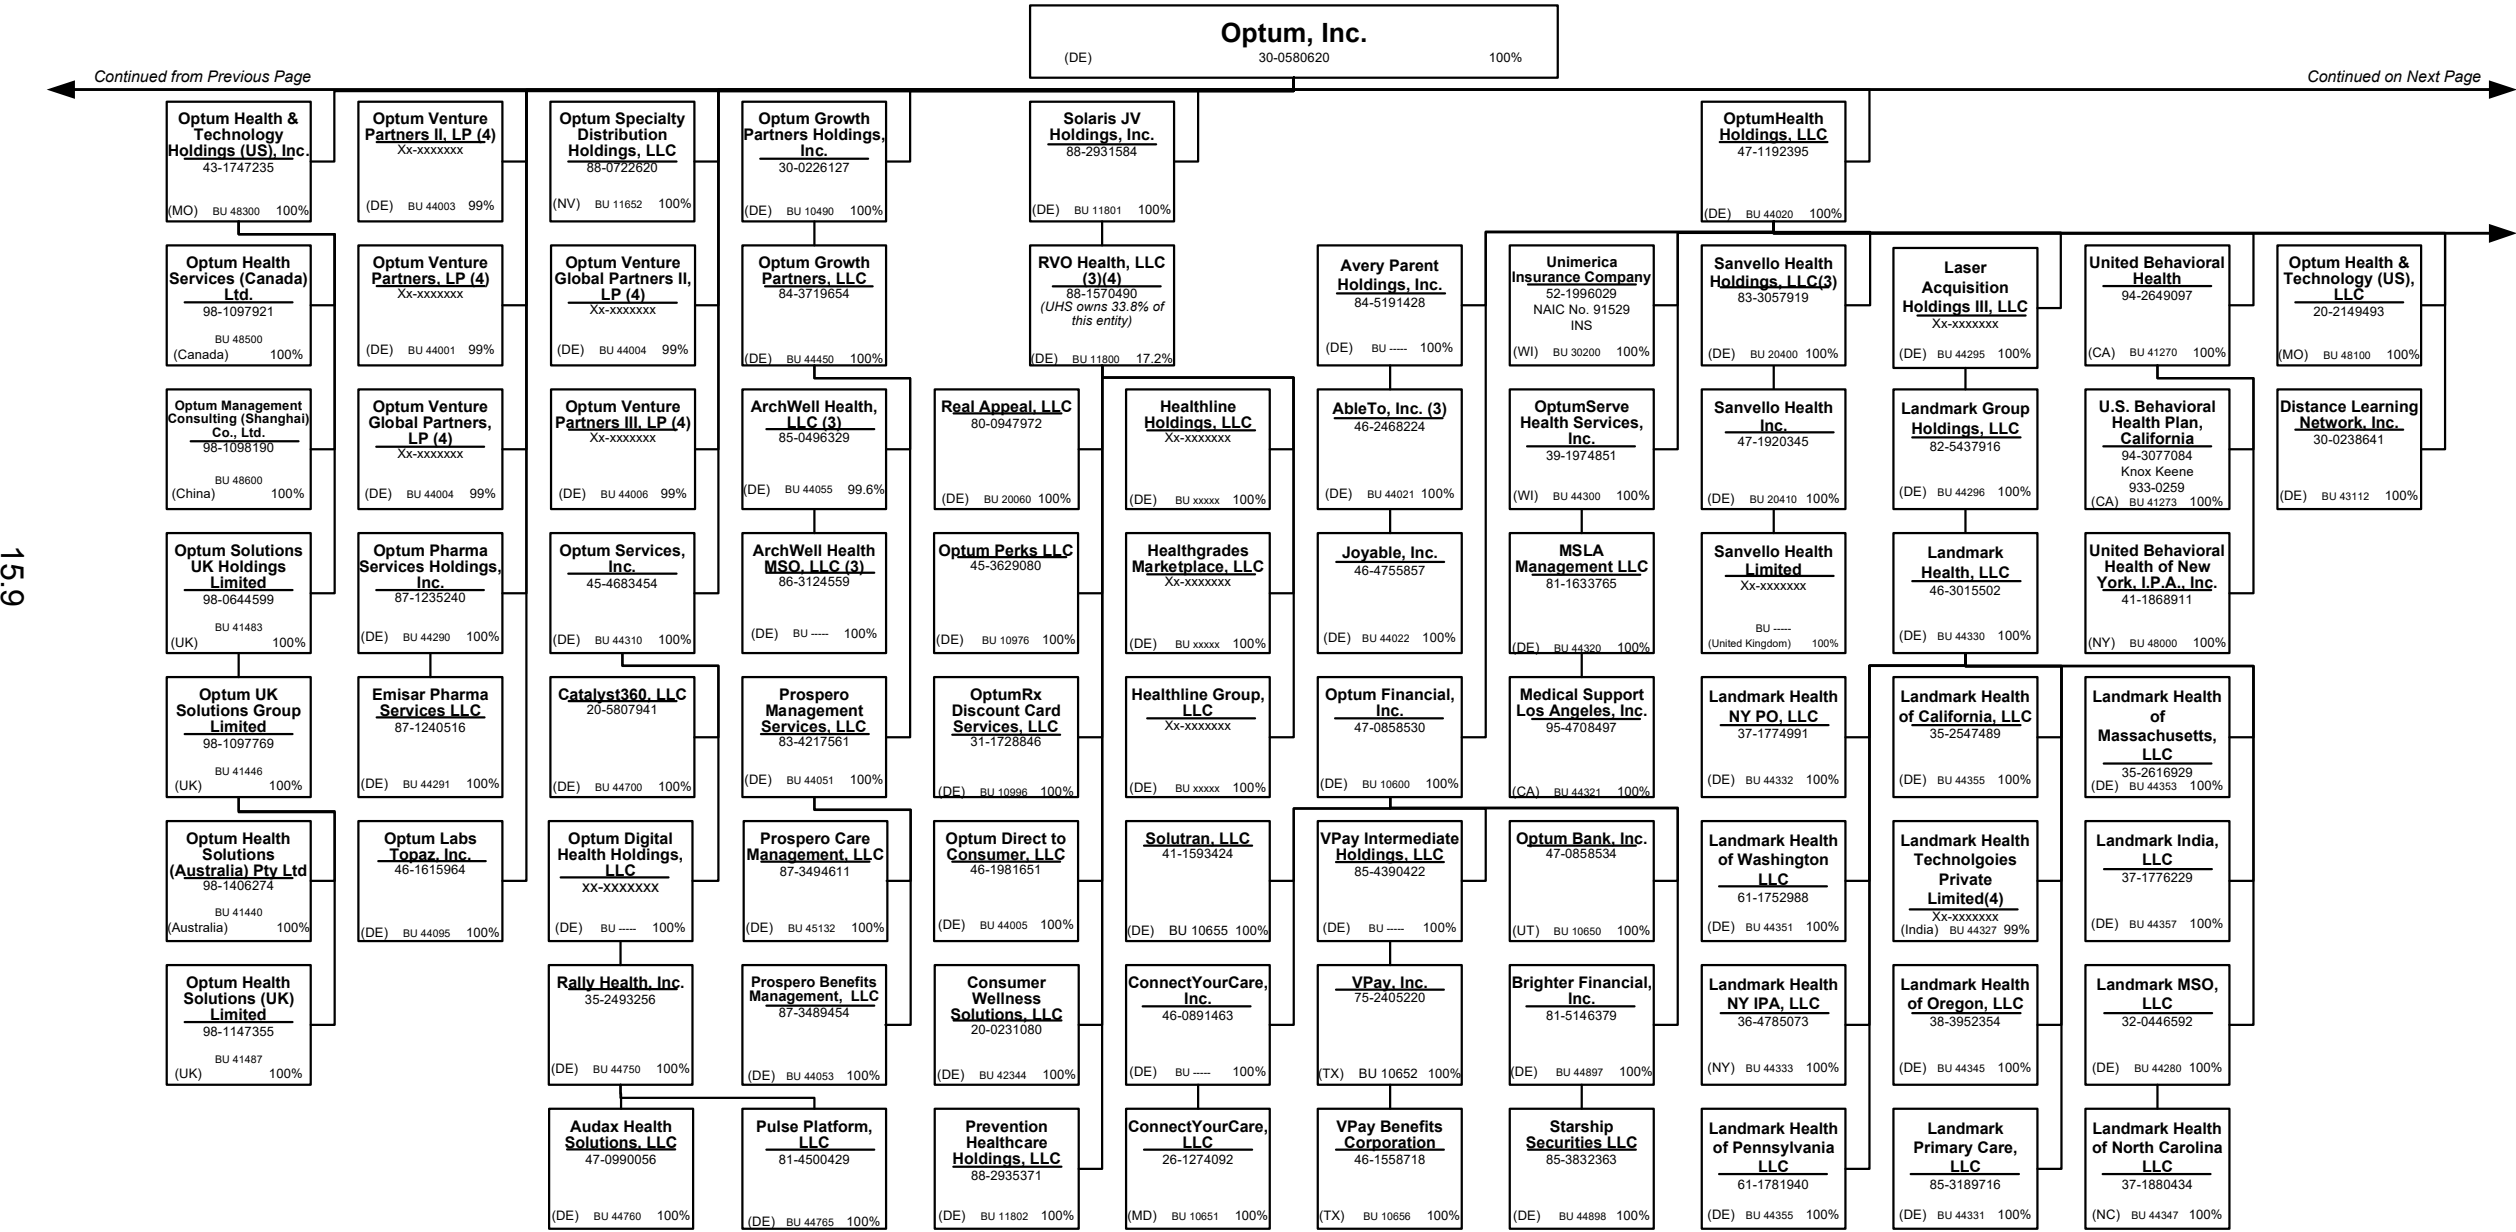 Optum, Inc.
(DE) 30-0580620 100%
Continued from Previous Page
Continued on Next Page
Optum Health &
Technology
Holdings (US), Inc.
43-1747235
(MO) BU 48300 100%
Optum Venture
Partners II, LP (4)
Xx-xxxxxxx
(DE) BU 44003 99%
Optum Specialty
Distribution
Holdings, LLC
88-0722620
(NV) BU 11652 100%
Optum Growth
Partners Holdings,
Inc.
30-0226127
(DE) BU 10490 100%
Solaris JV
Holdings, Inc.
88-2931584
(DE) BU 11801 100%
OptumHealth
Holdings, LLC
47-1192395
(DE) BU 44020 100%
Optum Health
Services (Canada)
Ltd.
98-1097921
BU 48500
(Canada) 100%
Optum Venture
Partners, LP (4)
Xx-xxxxxxx
(DE) BU 44001 99%
Optum Venture
Global Partners II,
LP (4)
Xx-xxxxxxx
(DE) BU 44004 99%
Optum Growth
Partners, LLC
84-3719654
(DE) BU 44450 100%
RVO Health, LLC
(3)(4)
88-1570490
(UHS owns 33.8% of
this entity)
(DE) BU 11800 17.2%
Avery Parent
Holdings, Inc.
84-5191428
(DE) BU ----- 100%
Unimerica
Insurance Company
52-1996029
NAIC No. 91529
INS
(WI) BU 30200 100%
Sanvello Health
Holdings, LLC(3)
83-3057919
(DE) BU 20400 100%
Laser
Acquisition
Holdings III, LLC
Xx-xxxxxxx
(DE) BU 44295 100%
United Behavioral
Health
94-2649097
(CA) BU 41270 100%
Optum Health &
Technology (US),
LLC
20-2149493
(MO) BU 48100 100%
Optum Management
Consulting (Shanghai)
Co., Ltd.
98-1098190
BU 48600
(China) 100%
Optum Venture
Global Partners,
LP (4)
Xx-xxxxxxx
(DE) BU 44004 99%
Optum Venture
Partners III, LP (4)
Xx-xxxxxxx
(DE) BU 44006 99%
ArchWell Health,
LLC (3)
85-0496329
(DE) BU 44055 99.6%
Real Appeal, LLC
80-0947972
(DE) BU 20060 100%
Healthline
Holdings, LLC
Xx-xxxxxxx
(DE) BU xxxxx 100%
AbleTo, Inc. (3)
46-2468224
(DE) BU 44021 100%
OptumServe
Health Services,
Inc.
39-1974851
(WI) BU 44300 100%
Sanvello Health
Inc.
47-1920345
(DE) BU 20410 100%
Landmark Group
Holdings, LLC
82-5437916
(DE) BU 44296 100%
U.S. Behavioral
Health Plan,
California
94-3077084
Knox Keene
933-0259
(CA) BU 41273 100%
Distance Learning
Network, Inc.
30-0238641
(DE) BU 43112 100%
Optum Solutions
UK Holdings
Limited
98-0644599
BU 41483
(UK) 100%
Optum Pharma
Services Holdings,
Inc.
87-1235240
(DE) BU 44290 100%
Optum Services,
Inc.
45-4683454
(DE) BU 44310 100%
ArchWell Health
MSO, LLC (3)
86-3124559
(DE) BU ----- 100%
Optum Perks LLC
45-3629080
(DE) BU 10976 100%
Healthgrades
Marketplace, LLC
Xx-xxxxxxx
(DE) BU xxxxx 100%
Joyable, Inc.
46-4755857
(DE) BU 44022 100%
MSLA
Management LLC
81-1633765
(DE) BU 44320 100%
Sanvello Health
Limited
Xx-xxxxxxx
BU -----
(United Kingdom) 100%
Landmark
Health, LLC
46-3015502
(DE) BU 44330 100%
United Behavioral
Health of New
York, I.P.A., Inc.
41-1868911
(NY) BU 48000 100%
15.9
Optum UK
Solutions Group
Limited
98-1097769
BU 41446
(UK) 100%
Emisar Pharma
Services LLC
87-1240516
(DE) BU 44291 100%
Catalyst360, LLC
20-5807941
(DE) BU 44700 100%
Prospero
Management
Services, LLC
83-4217561
(DE) BU 44051 100%
OptumRx
Discount Card
Services, LLC
31-1728846
(DE) BU 10996 100%
Healthline Group,
LLC
Xx-xxxxxxx
(DE) BU xxxxx 100%
Optum Financial,
Inc.
47-0858530
(DE) BU 10600 100%
Medical Support
Los Angeles, Inc.
95-4708497
(CA) BU 44321 100%
Landmark Health
NY PO, LLC
37-1774991
(DE) BU 44332 100%
Landmark Health
of California, LLC
35-2547489
(DE) BU 44355 100%
Landmark Health
of
Massachusetts,
LLC
35-2616929
(DE) BU 44353 100%
Optum Health
Solutions
(Australia) Pty Ltd
98-1406274
BU 41440
(Australia) 100%
Optum Labs
Topaz, Inc.
46-1615964
(DE) BU 44095 100%
Optum Digital
Health Holdings,
LLC
xx-xxxxxxx
(DE) BU ----- 100%
Prospero Care
Management, LLC
87-3494611
(DE) BU 45132 100%
Optum Direct to
Consumer, LLC
46-1981651
(DE) BU 44005 100%
Solutran, LLC
41-1593424
(DE) BU 10655 100%
VPay Intermediate
Holdings, LLC
85-4390422
(DE) BU ----- 100%
Optum Bank, Inc.
47-0858534
(UT) BU 10650 100%
Landmark Health
of Washington
LLC
61-1752988
(DE) BU 44351 100%
Landmark Health
Technolgoies
Private
Limited(4)
Xx-xxxxxxx
(India) BU 44327 99%
Landmark India,
LLC
37-1776229
(DE) BU 44357 100%
Optum Health
Solutions (UK)
Limited
98-1147355
BU 41487
(UK) 100%
Rally Health, Inc.
35-2493256
(DE) BU 44750 100%
Prospero Benefits
Management, LLC
87-3489454
(DE) BU 44053 100%
Consumer
Wellness
Solutions, LLC
20-0231080
(DE) BU 42344 100%
ConnectYourCare,
Inc.
46-0891463
(DE) BU ----- 100%
VPay, Inc.
75-2405220
(TX) BU 10652 100%
Brighter Financial,
Inc.
81-5146379
(DE) BU 44897 100%
Landmark Health
NY IPA, LLC
36-4785073
(NY) BU 44333 100%
Landmark Health
of Oregon, LLC
38-3952354
(DE) BU 44345 100%
Landmark MSO,
LLC
32-0446592
(DE) BU 44280 100%
Audax Health
Solutions, LLC
47-0990056
(DE) BU 44760 100%
Pulse Platform,
LLC
81-4500429
(DE) BU 44765 100%
Prevention
Healthcare
Holdings, LLC
88-2935371
(DE) BU 11802 100%
ConnectYourCare,
LLC
26-1274092
(MD) BU 10651 100%
VPay Benefits
Corporation
46-1558718
(TX) BU 10656 100%
Starship
Securities LLC
85-3832363
(DE) BU 44898 100%
Landmark Health
of Pennsylvania
LLC
61-1781940
(DE) BU 44355 100%
Landmark
Primary Care,
LLC
85-3189716
(DE) BU 44331 100%
Landmark Health
of North Carolina
LLC
37-1880434
(NC) BU 44347 100%